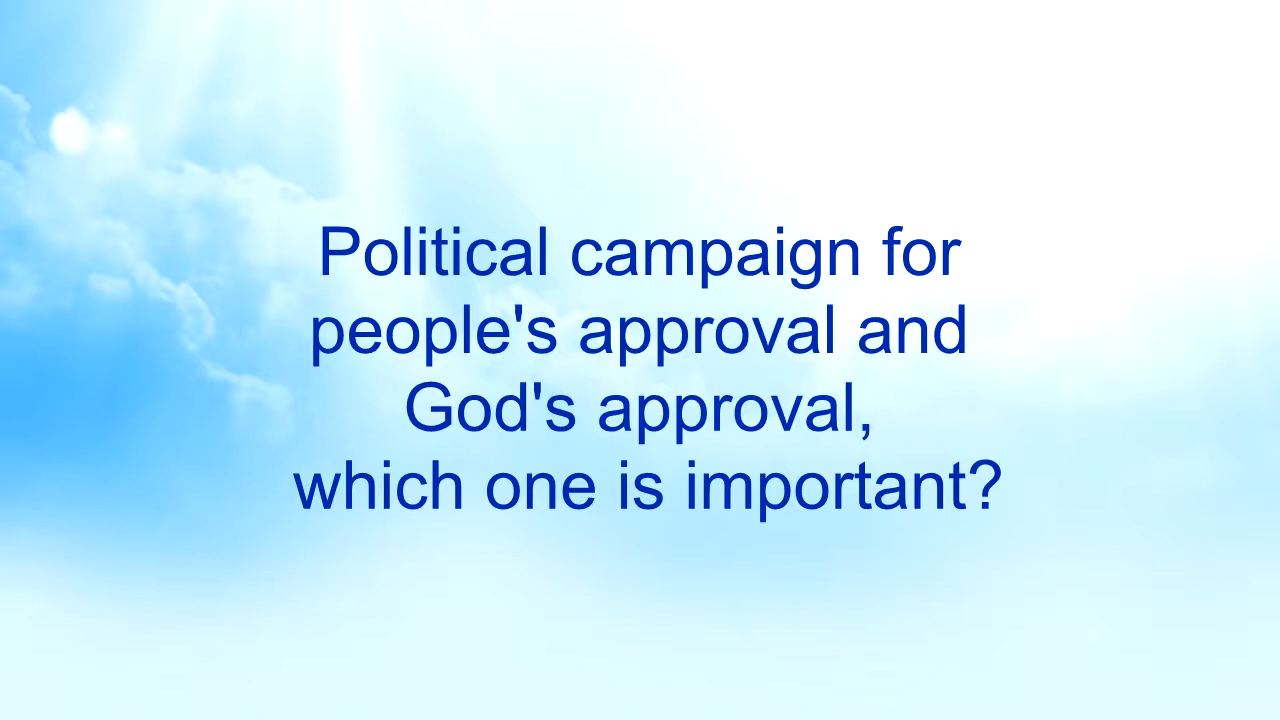 Political campaign for
people's approval and
God's approval,
which one is important?